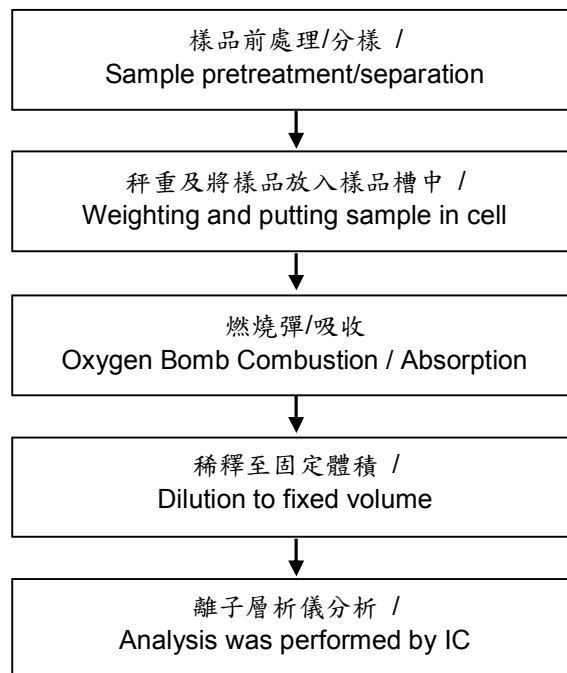 樣品前處理/分樣 /
Sample pretreatment/separation
秤重及將樣品放入樣品槽中 /
Weighting and putting sample in cell
燃燒彈/吸收
Oxygen Bomb Combustion / Absorption
稀釋至固定體積 /
Dilution to fixed volume
離子層析儀分析 /
Analysis was performed by IC